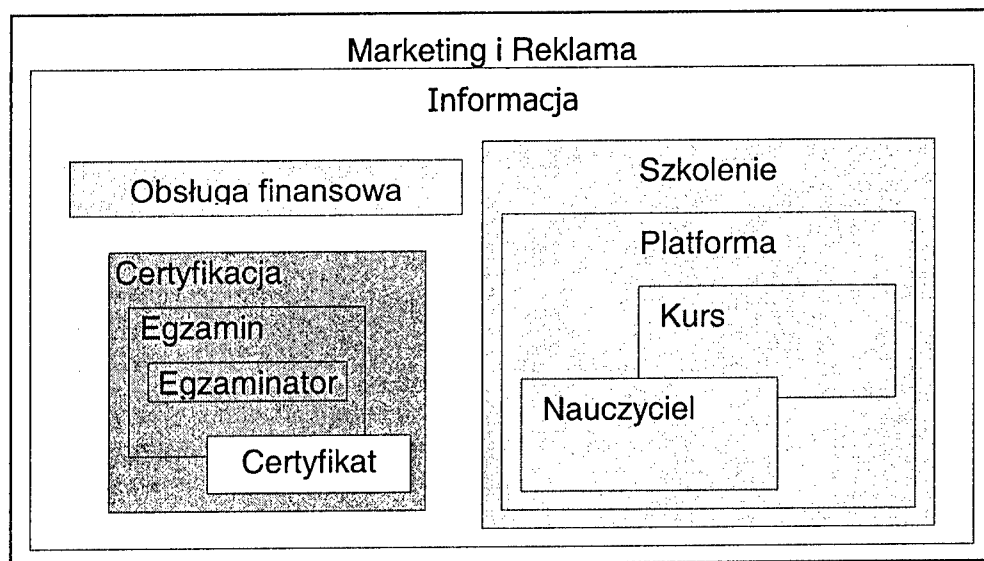 Marketing i Reklama
Informacja
Obsługa finansowa
Szkolenie
Platforma
Kurs
Nauczyciel
Certyfikacja
Egzamin
Egzaminator
Certyfikat